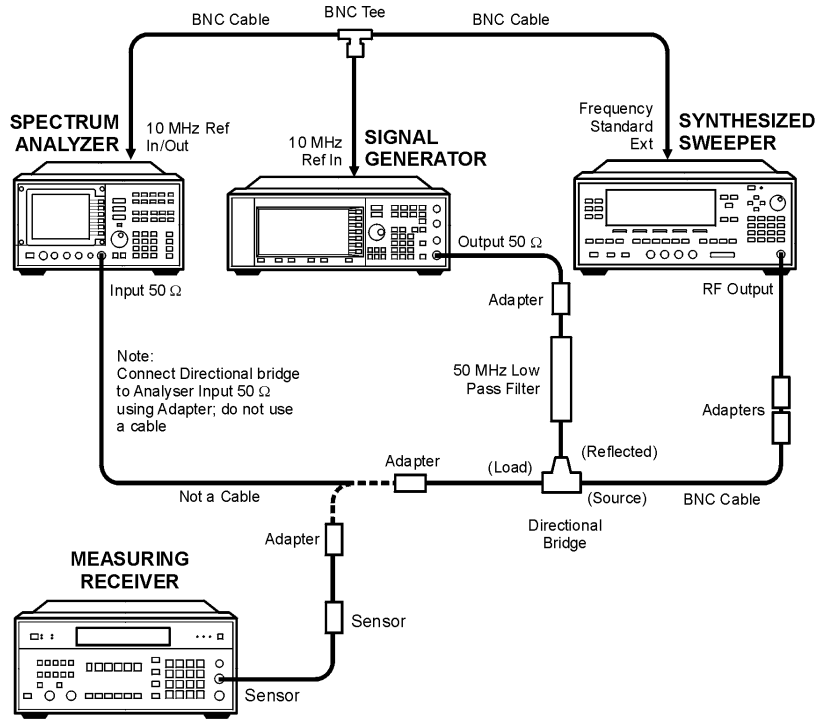 BNC Cable
BNC Tee
BNC Cable
SPECTRUM
ANALYZER
10 MHz Ref
In/Out
10 MHz
Ref In
SIGNAL
GENERATOR
Frequency
Standard
Ext
SYNTHESIZED
SWEEPER
Output 50 Ω
Input 50 Ω
RF Output
Adapter
Note:
Connect Directional bridge
to Analyser Input 50 Ω
using Adapter; do not use
a cable
50 MHz Low
Pass Filter
Adapters
(Reflected)
Adapter
(Load)
Not a Cable
(Source)
BNC Cable
Directional
Bridge
Adapter
MEASURING
RECEIVER
Sensor
Sensor